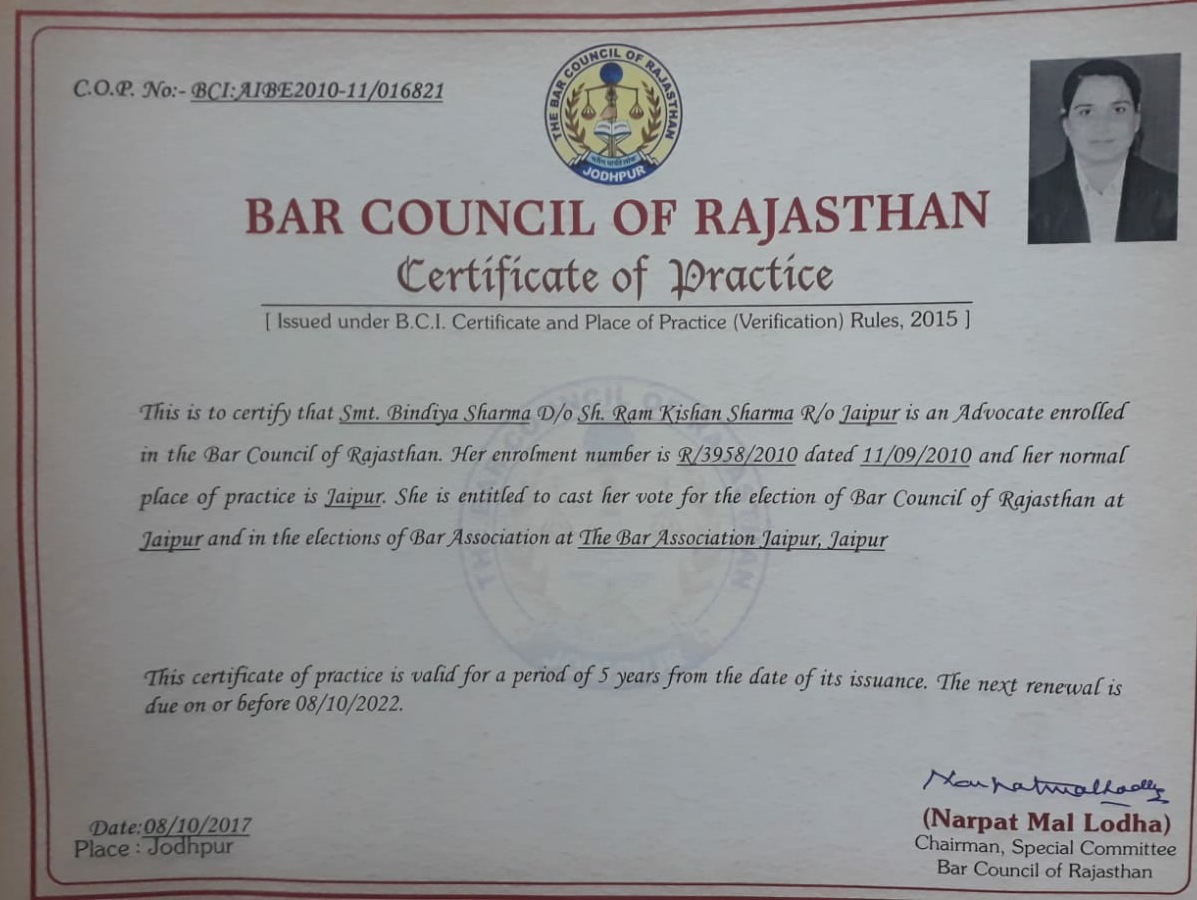 C.O.P. No:- BCI:AIBE2010-11/016821
THE BAR COUNCIL OF RAJASTHAN
JODHPUR
BAR COUNCIL OF RAJASTHAN
Certificate of Practice
[ Issued under B.C.I. Certificate and Place of Practice (Verification) Rules, 2015 ]
This is to certify that Smt. Bindiya Sharma D/o Sh. Ram Kishan Sharma R/o Jaipur is an Advocate enrolled
in the Bar Council of Rajasthan. Her enrolment number is R/3958/2010 dated 11/09/2010 and her normal
place of practice is Jaipur. She is entitled to cast her vote for the election of Bar Council of Rajasthan at
Jaipur and in the elections of Bar Association at The Bar Association Jaipur, Jaipur
THE BAR COUNCIL OF RAJASTHAN
JODHPUR
This certificate of practice is valid for a period of 5 years from the date of its issuance. The next renewal is
due on or before 08/10/2022.
Date:08/10/2017
Place : Jodhpur
(Narpat Mal Lodha)
Chairman, Special Committee
Bar Council of Rajasthan